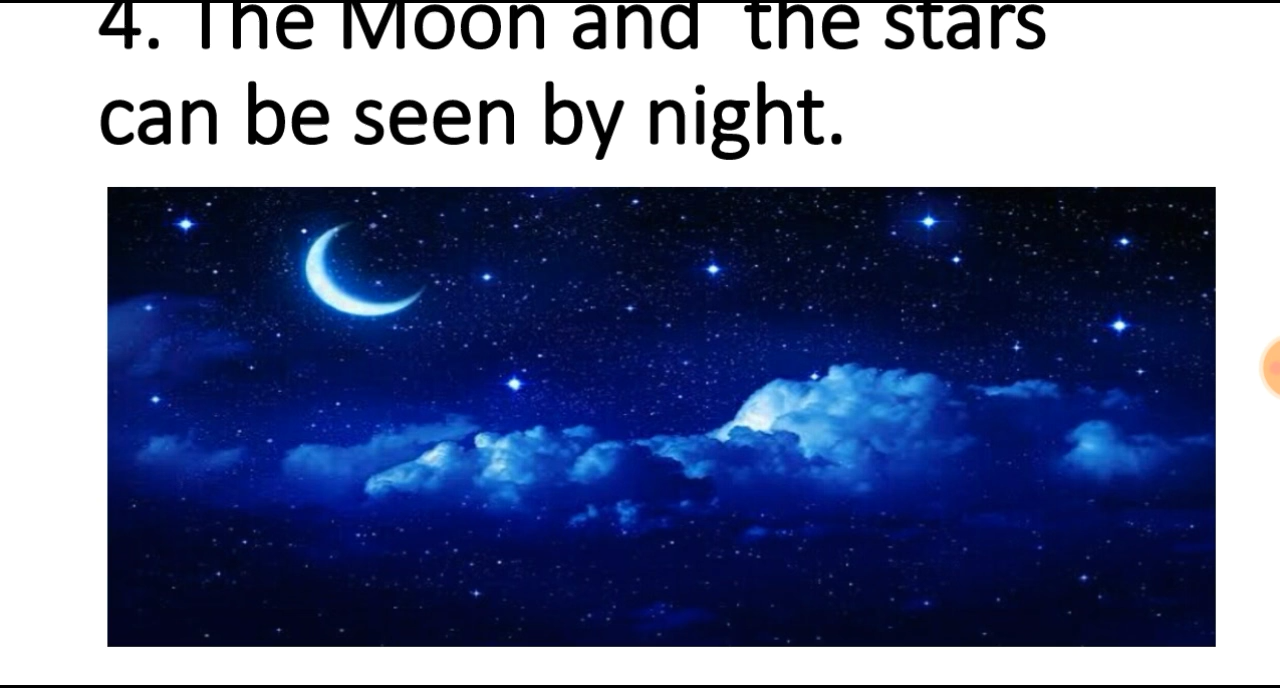 4. The Moon and  the stars
can be seen by night.